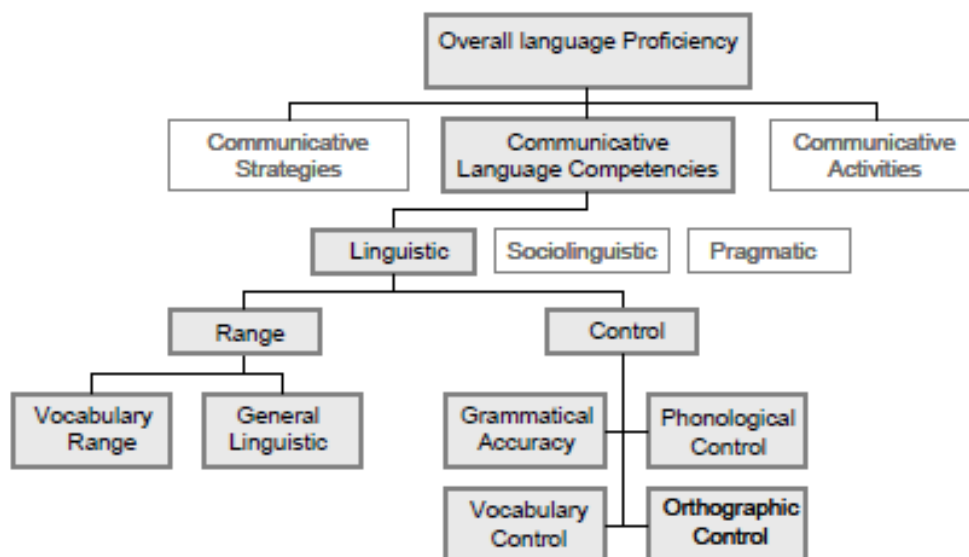 Overall language Proficiency
Communicative
Strategies
Communicative
Language Competencies
Communicative
Activities
Linguistic
Sociolinguistic
Pragmatic
Range
Control
Vocabulary
Range
General
Linguistic
Grammatical
Accuracy
Phonological
Control
Vocabulary
Control
Orthographic
Control